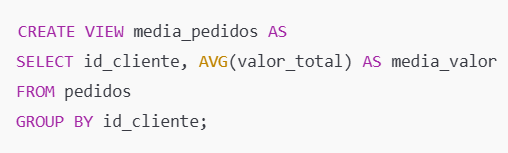 CREATE VIEW media_pedidos AS
SELECT id_cliente, AVG(valor_total) AS media_valor
FROM pedidos
GROUP BY id_cliente;